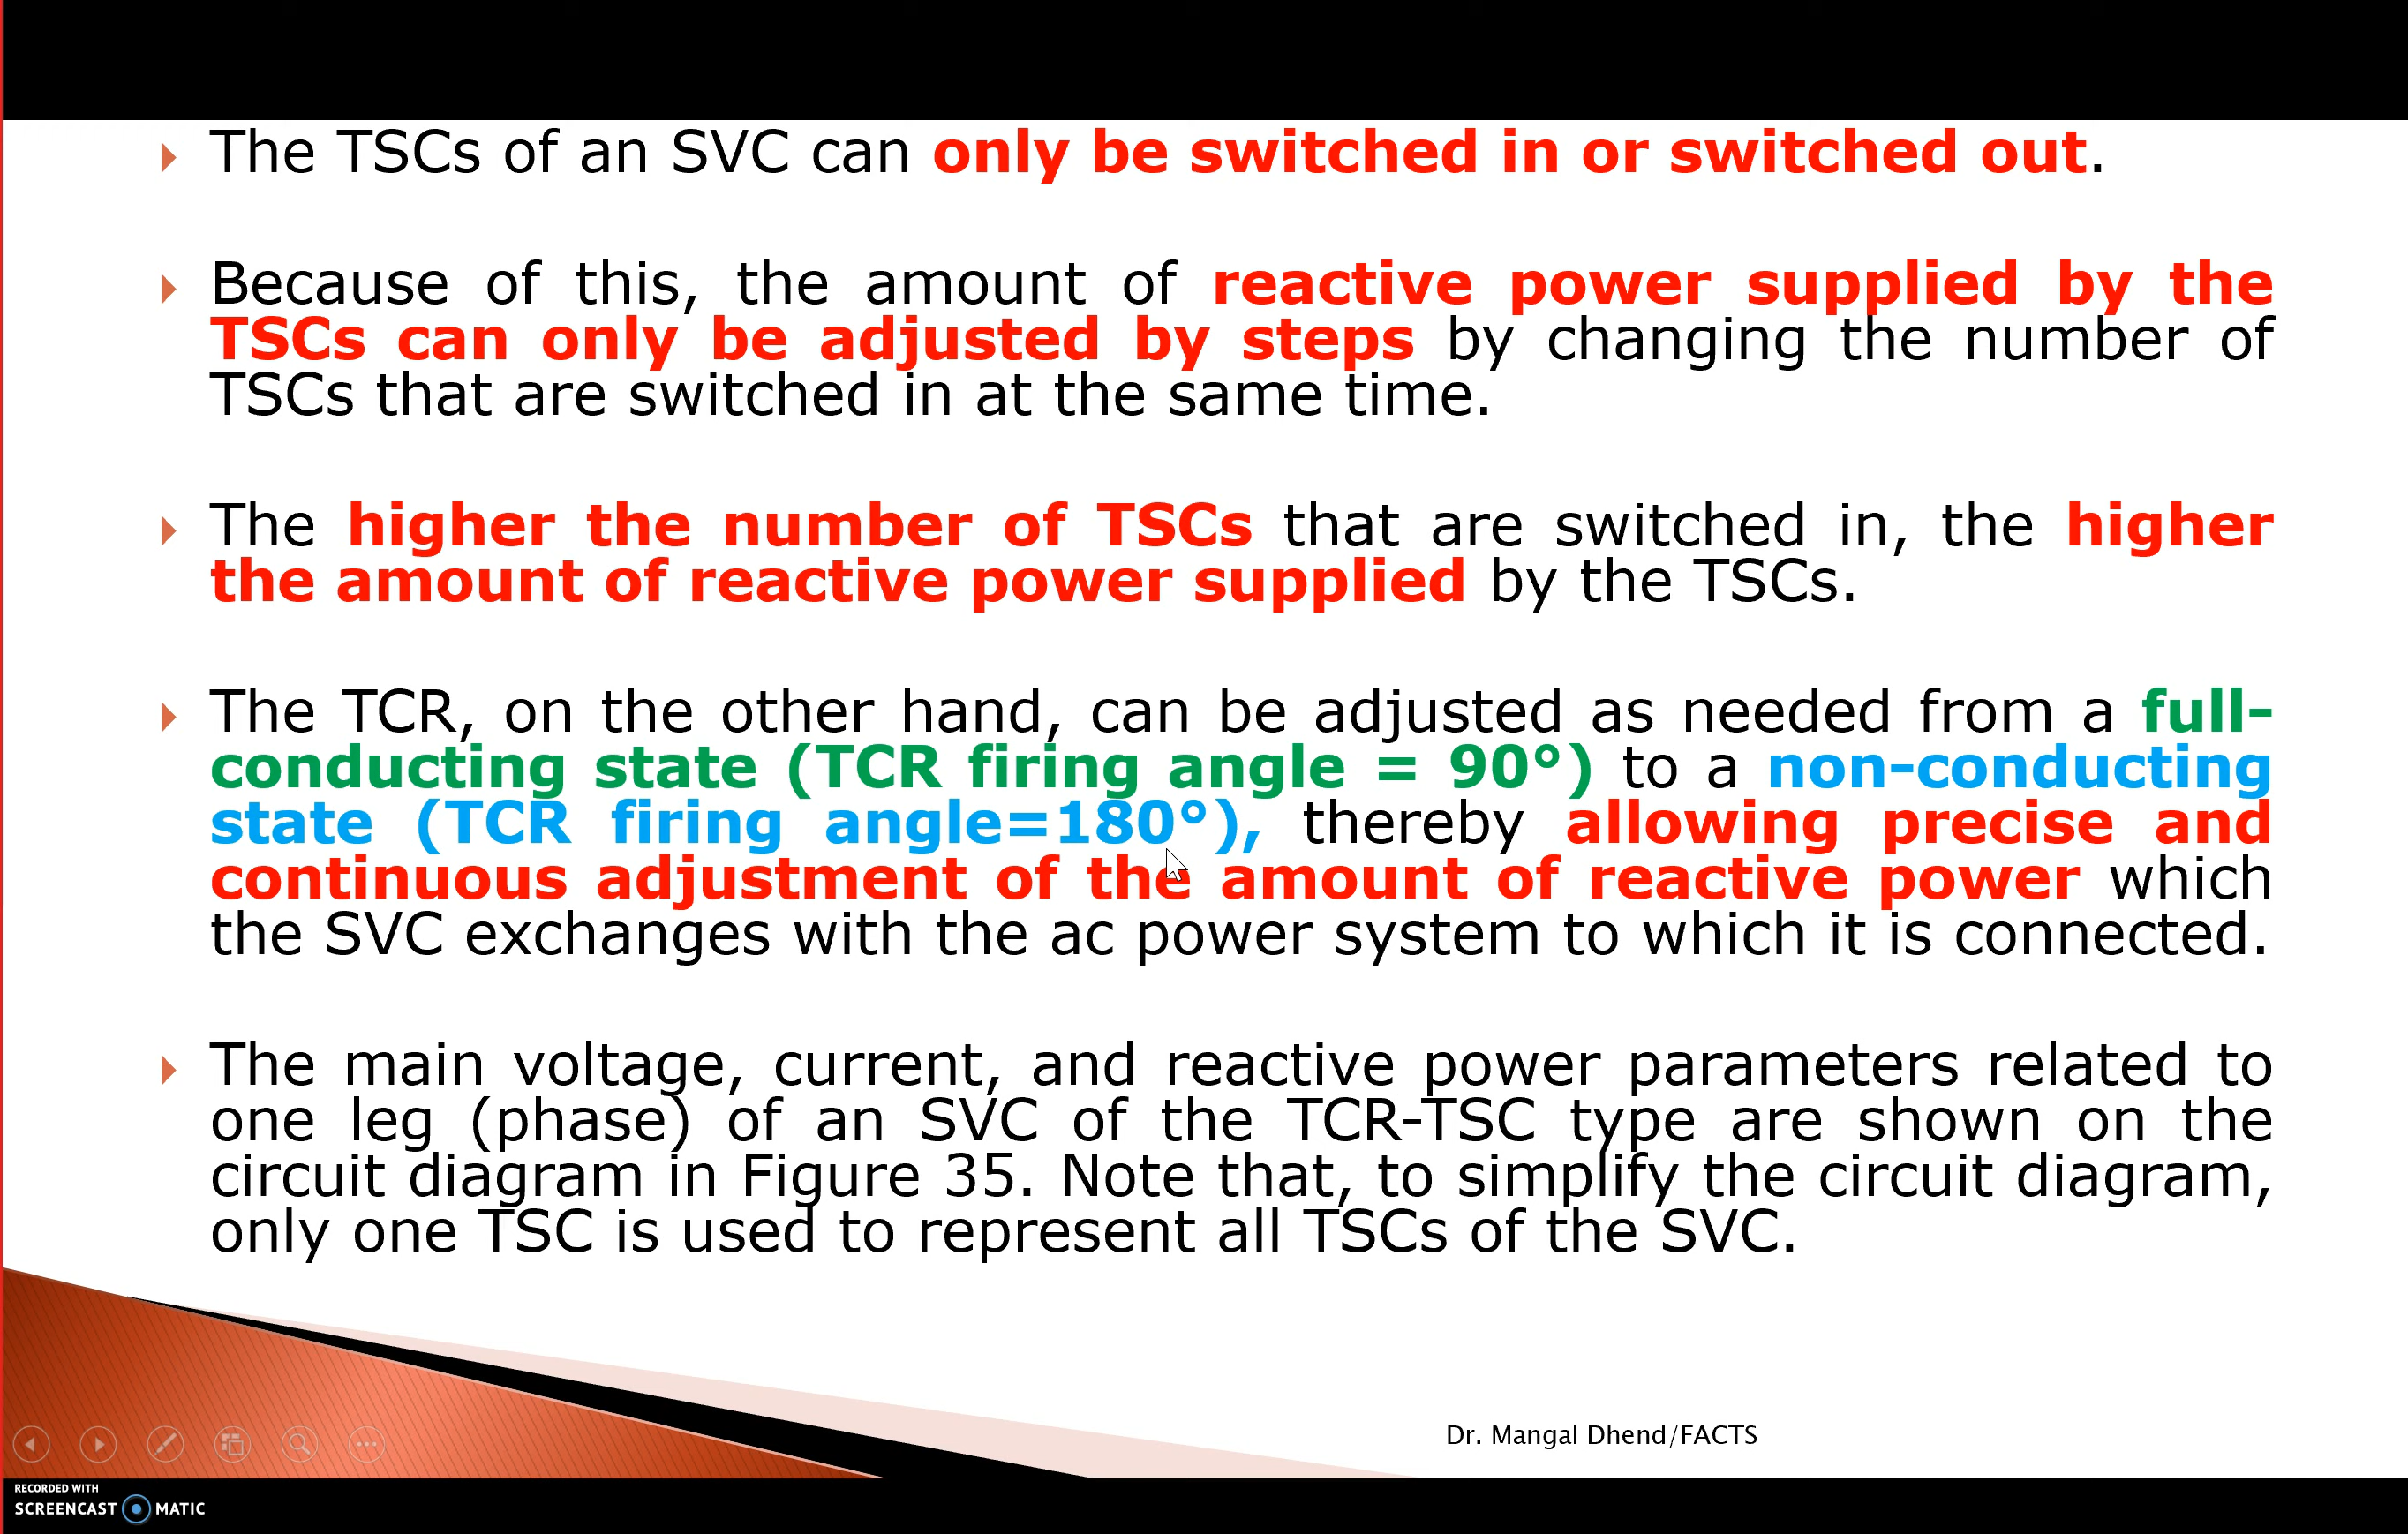 The TSCs of an SVC can only be switched in or switched out.
Because of this, the amount of reactive power supplied by the
TSCs can only be adjusted by steps by changing the number of
TSCs that are switched in at the same time.
The higher the number of TSCs that are switched in, the higher
the amount of reactive power supplied by the TSCs.
The TCR, on the other hand, can be adjusted as needed from a full-
conducting state (TCR firing angle = 90°) to a non-conducting
state (TCR firing angle=180°), thereby allowing precise and
continuous adjustment of the amount of reactive power which
the SVC exchanges with the ac power system to which it is connected.
The main voltage, current, and reactive power parameters related to
one leg (phase) of an SVC of the TCR-TSC type are shown on the
circuit diagram in Figure 35. Note that, to simplify the circuit diagram,
only one TSC is used to represent all TSCs of the SVC.
Dr. Mangal Dhend/FACTS
RECORDED WITH
SCREENCAST MATIC